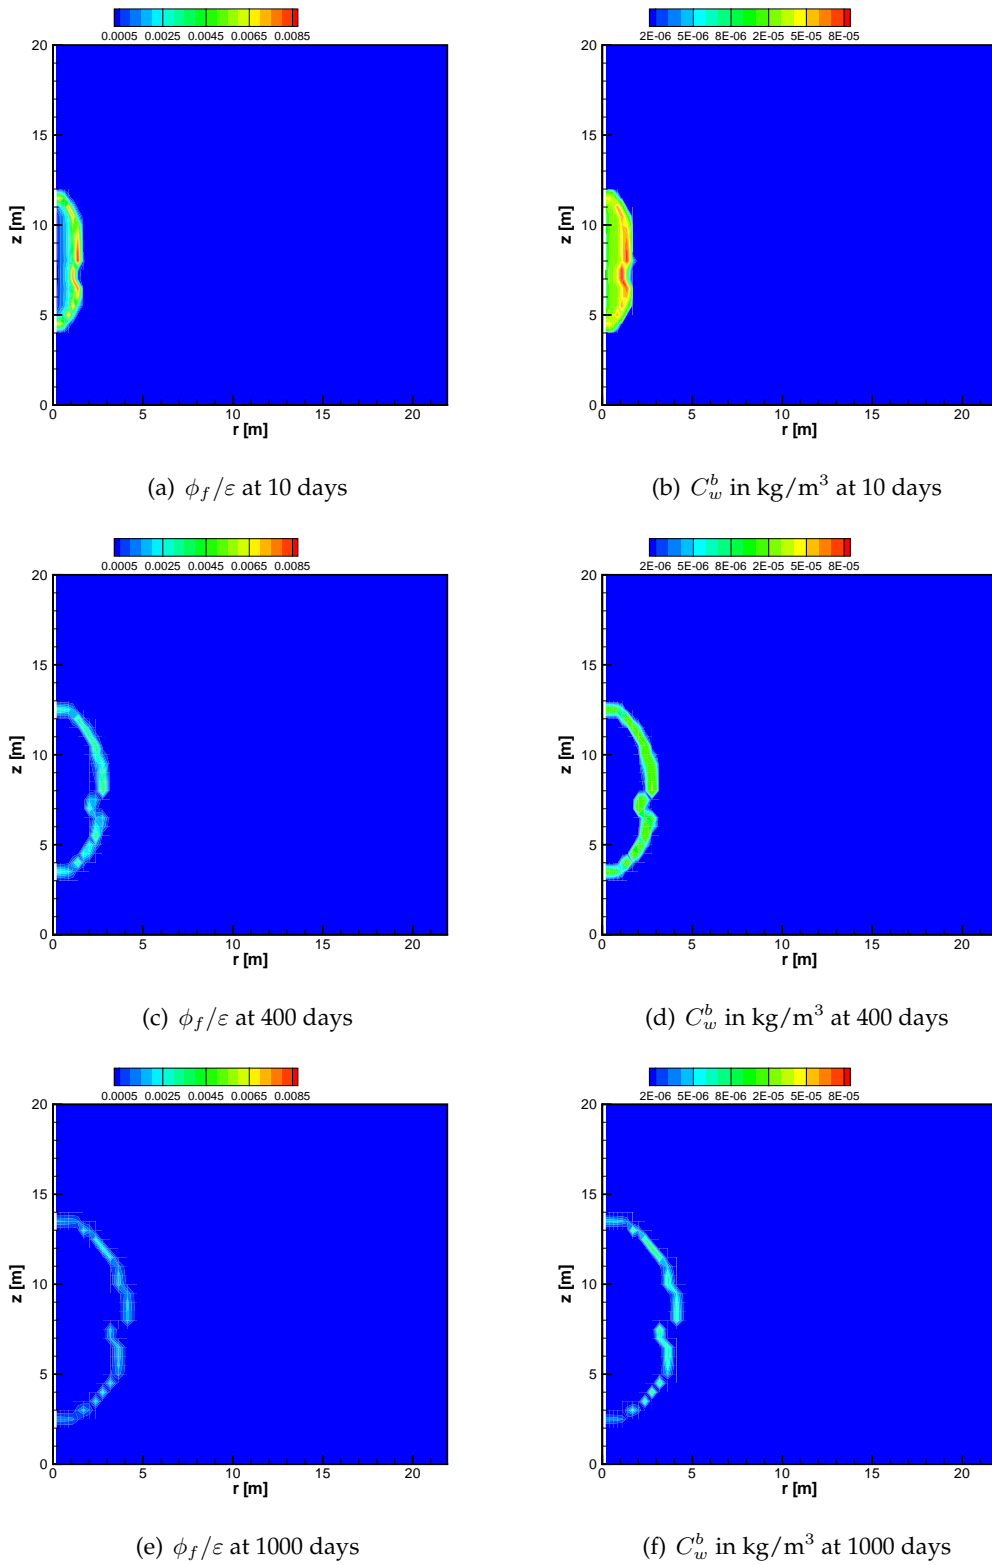 0.0005 0.0025 0.0045 0.0065 0.0085
2E-06 5E-06 8E-06 2E-05 5E-05 8E-05
20
15
10
5
0
z [m]
0 5 10 15 20
r [m]
20
15
10
5
0
z [m]
0 5 10 15 20
r [m]
(a) ϕ_f/ε at 10 days
(b) C_w^b in kg/m³ at 10 days
0.0005 0.0025 0.0045 0.0065 0.0085
2E-06 5E-06 8E-06 2E-05 5E-05 8E-05
20
15
10
5
0
z [m]
0 5 10 15 20
r [m]
20
15
10
5
0
z [m]
0 5 10 15 20
r [m]
(c) ϕ_f/ε at 400 days
(d) C_w^b in kg/m³ at 400 days
0.0005 0.0025 0.0045 0.0065 0.0085
2E-06 5E-06 8E-06 2E-05 5E-05 8E-05
20
15
10
5
0
z [m]
0 5 10 15 20
r [m]
20
15
10
5
0
z [m]
0 5 10 15 20
r [m]
(e) ϕ_f/ε at 1000 days
(f) C_w^b in kg/m³ at 1000 days